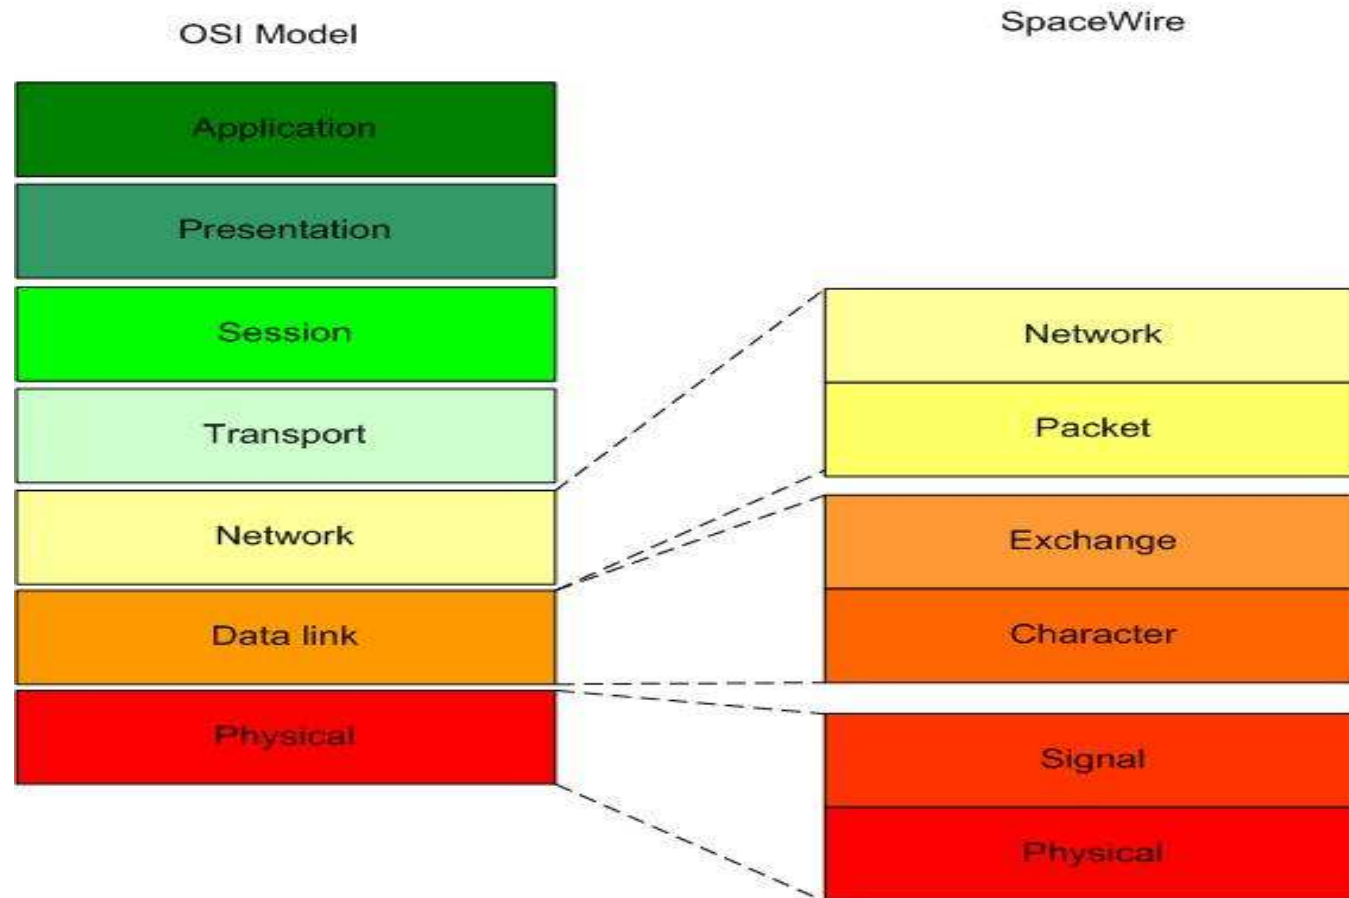 OSI Model
SpaceWire
Application
Presentation
Session
Transport
Network
Data link
Physical
Network
Packet
Exchange
Character
Signal
Physical